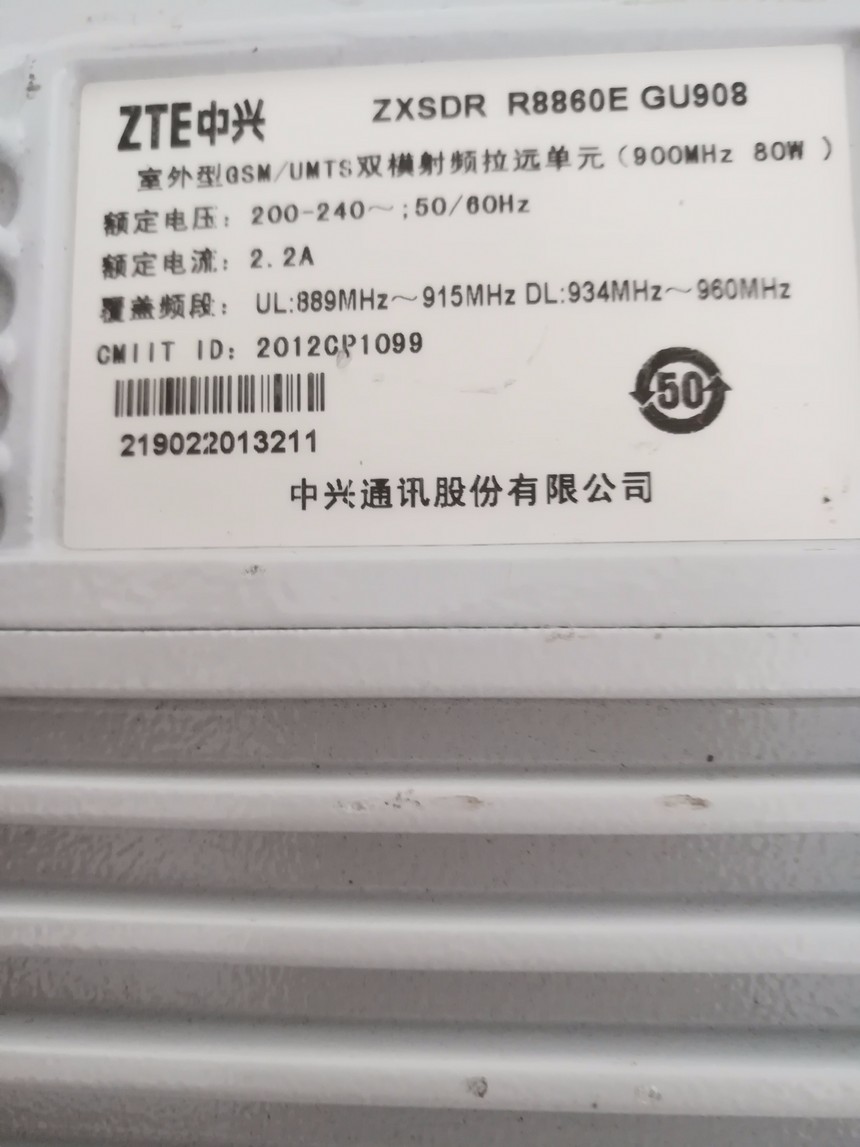 ZTE中兴 ZXSDR R8860E GU908
室外型GSM/UMTS双模射频拉远单元(900MHz 80W )
额定电压: 200-240～;50/60Hz
额定电流: 2.2A
覆盖频段: UL:889MHz～915MHz DL:934MHz～960MHz
CMIIT ID: 2012CP1099
50
219022013211
中兴通讯股份有限公司